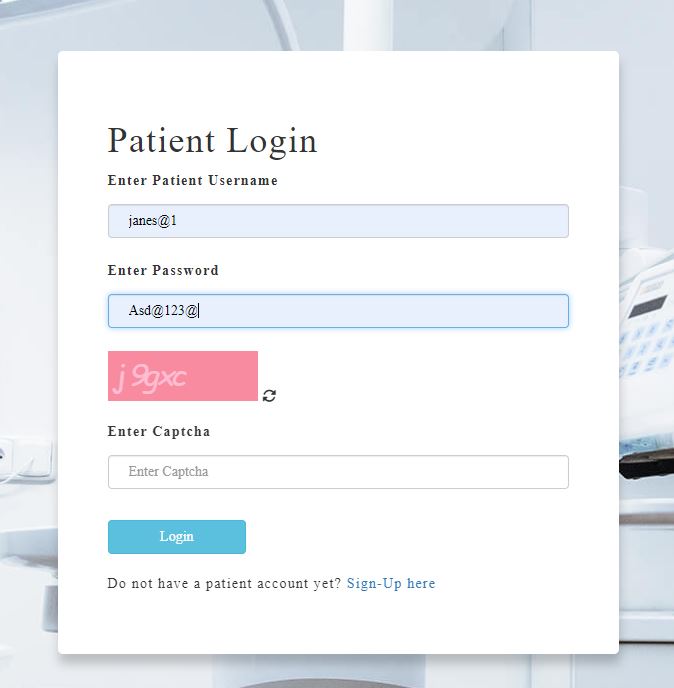 Patient Login
Enter Patient Username
janes@1
Enter Password
Asd@123@
j9gxc
Enter Captcha
Enter Captcha
Login
Do not have a patient account yet? Sign-Up here